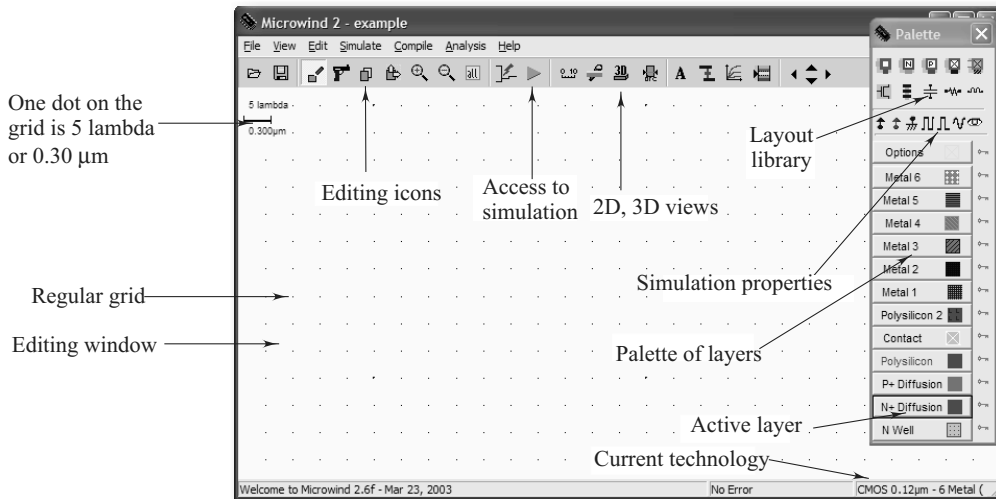 Microwind 2 - example
File View Edit Simulate Compile Analysis Help
Palette
N P
0..10 3D A
all
5 lambda
0.300µm
One dot on the
grid is 5 lambda
or 0.30 µm
Editing icons
Access to
simulation
2D, 3D views
Layout
library
Options
Metal 6
Metal 5
Metal 4
Metal 3
Metal 2
Metal 1
Polysilicon 2
Contact
Polysilicon
P+ Diffusion
N+ Diffusion
N Well
Simulation properties
Regular grid
Editing window
Palette of layers
Active layer
Current technology
Welcome to Microwind 2.6f - Mar 23, 2003
No Error
CMOS 0.12µm - 6 Metal (